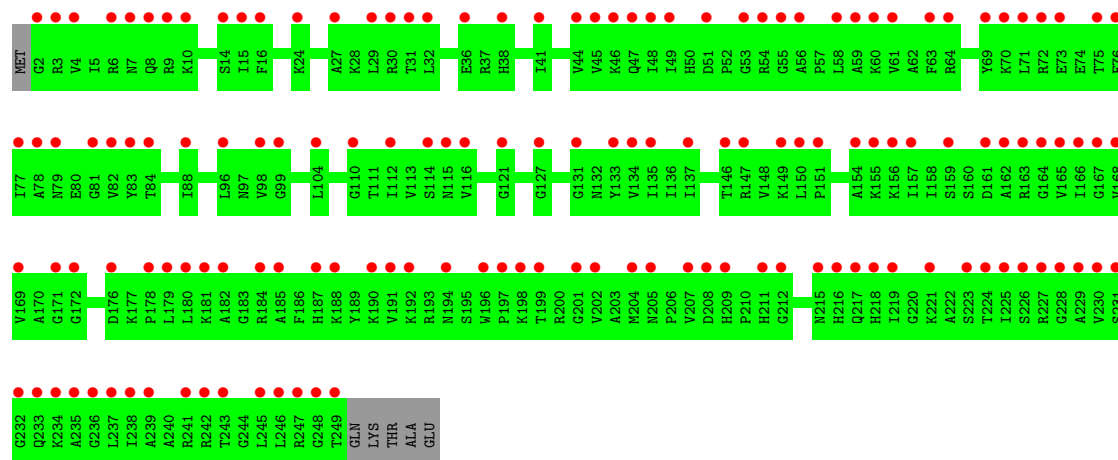 MET G2 R3 V4 I5 R6 N7 Q8 R9 K10 S14 I15 F16 K24 A27 K28 L29 R30 T31 L32 E36 R37 H38 I41 V44 V45 K46 Q47 I48 I49 H50 D51 P52 G53 R54 G55 A56 P57 L58 A59 K60 V61 A62 F63 R64 Y69 K70 L71 R72 E73 E74 T75 F76
I77 A78 N79 E80 G81 V82 Y83 T84 I88 L96 N97 V98 G99 L104 G110 T111 I112 V113 S114 N115 V116 G121 G127 G131 N132 Y133 V134 I135 I136 I137 T146 R147 V148 K149 L150 P151 A154 K155 K156 I157 I158 S159 S160 D161 A162 R163 G164 V165 I166 G167 V168
V169 A170 G171 G172 D176 K177 P178 L179 L180 K181 A182 G183 R184 A185 F186 H187 K188 Y189 K190 V191 K192 R193 N194 S195 W196 P197 K198 T199 R200 G201 V202 A203 M204 N205 P206 V207 D208 H209 P210 H211 G212 N215 H216 Q217 H218 I219 G220 K221 A222 S223 T224 I225 S226 R227 G228 A229 V230 S231
G232 Q233 K234 A235 G236 L237 I238 A239 A240 R241 R242 T243 G244 L245 L246 R247 G248 T249 GLN LYS THR ALA GLU